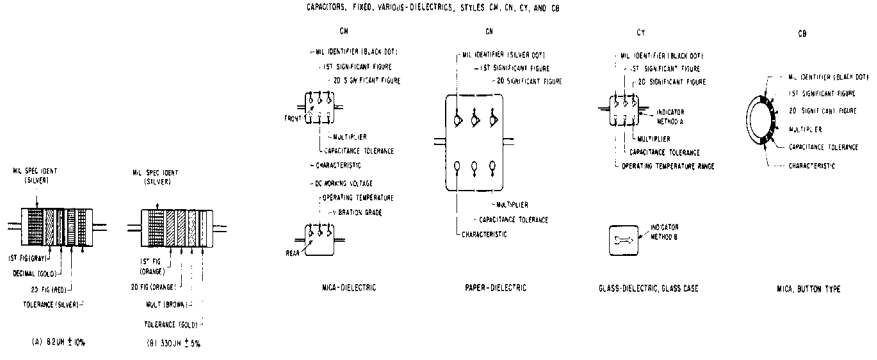 CAPACITORS, FIXED, VARIOUS-DIELECTRICS, STYLES CM, CN, CY, AND CB
CM
MIL IDENTIFIER (BLACK DOT)
1ST SIGNIFICANT FIGURE
2D SIGNIFICANT FIGURE
FRONT
MULTIPLIER
CAPACITANCE TOLERANCE
CHARACTERISTIC
DC WORKING VOLTAGE
OPERATING TEMPERATURE
VIBRATION GRADE
REAR
MICA-DIELECTRIC
CN
MIL IDENTIFIER (SILVER DOT)
1ST SIGNIFICANT FIGURE
2D SIGNIFICANT FIGURE
MULTIPLIER
CAPACITANCE TOLERANCE
CHARACTERISTIC
PAPER-DIELECTRIC
CY
MIL IDENTIFIER (BLACK DOT)
1ST SIGNIFICANT FIGURE
2D SIGNIFICANT FIGURE
INDICATOR
METHOD A
MULTIPLIER
CAPACITANCE TOLERANCE
OPERATING TEMPERATURE RANGE
INDICATOR
METHOD B
GLASS-DIELECTRIC, GLASS CASE
CB
MIL IDENTIFIER (BLACK DOT)
1ST SIGNIFICANT FIGURE
2D SIGNIFICANT FIGURE
MULTIPLIER
CAPACITANCE TOLERANCE
CHARACTERISTIC
MICA, BUTTON TYPE
MIL SPEC IDENT
(SILVER)
1ST FIG (GRAY)
DECIMAL (GOLD)
2D FIG (RED)
TOLERANCE (SILVER)
(A) 8.2UH ± 10%
MIL SPEC IDENT
(SILVER)
1ST FIG
(ORANGE)
2D FIG (ORANGE)
MULT (BROWN)
TOLERANCE (GOLD)
(B) 330UH ± 5%